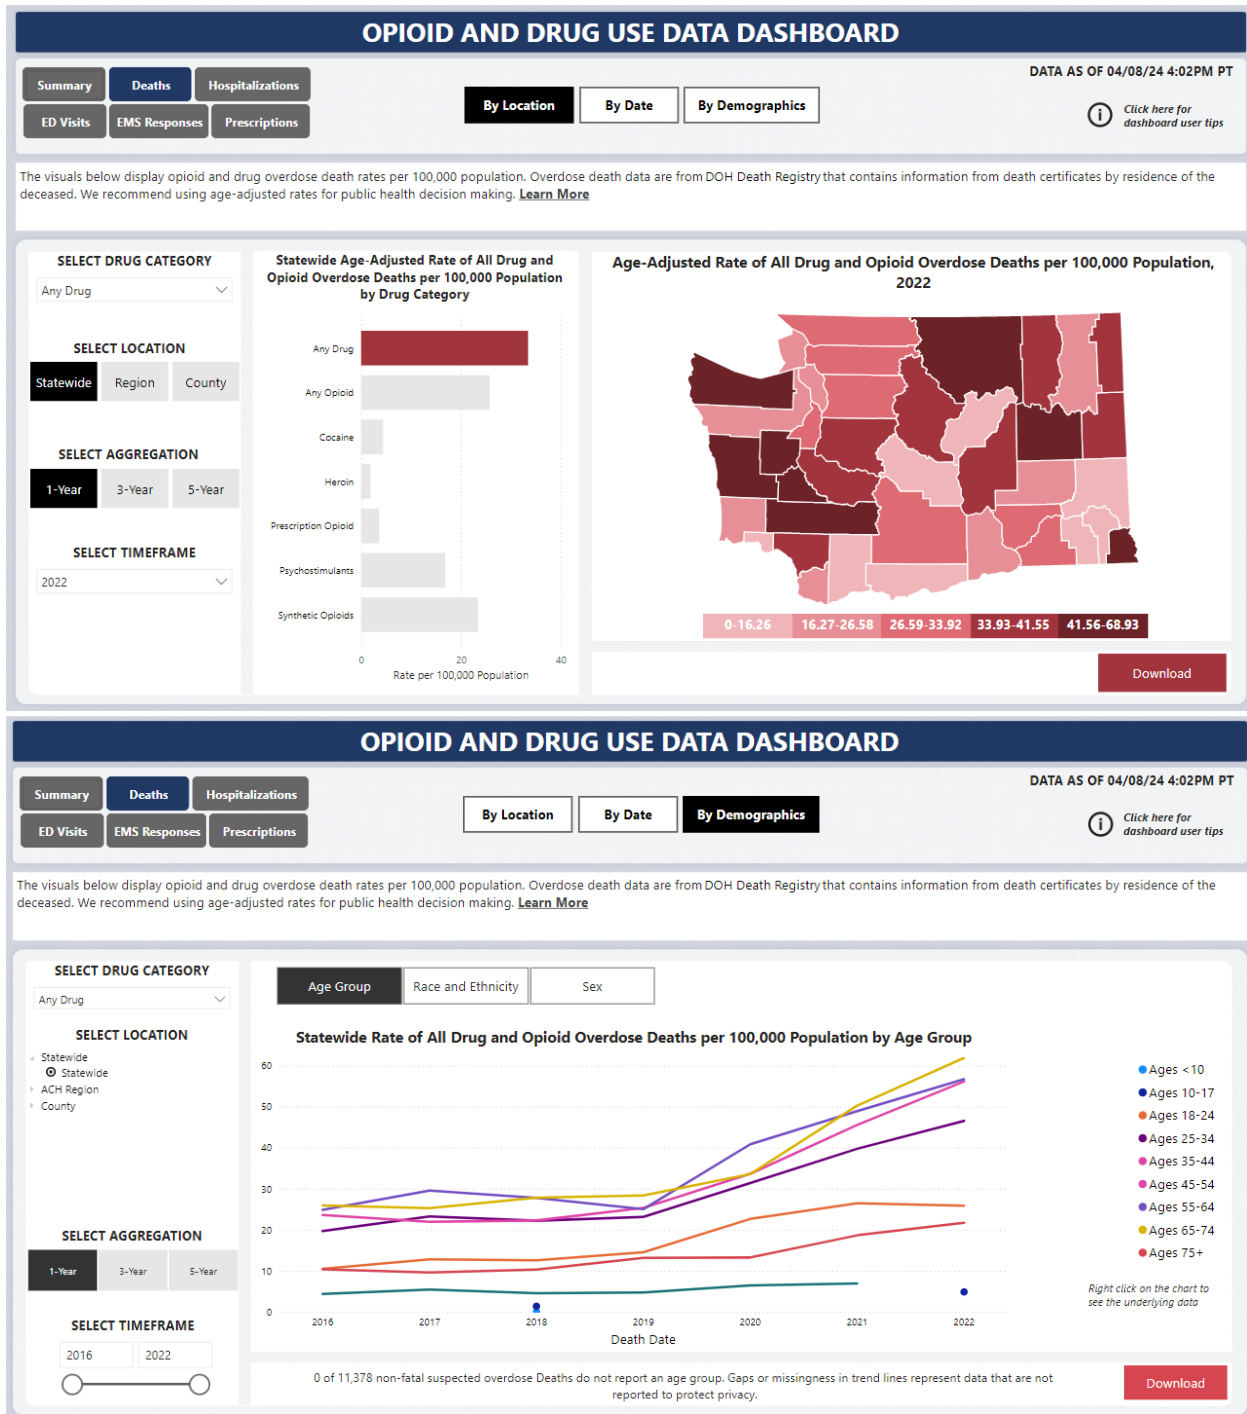 OPIOID AND DRUG USE DATA DASHBOARD
Summary
Deaths
Hospitalizations
ED Visits
EMS Responses
Prescriptions
By Location
By Date
By Demographics
DATA AS OF 04/08/24 4:02PM PT
Click here for
dashboard user tips
The visuals below display opioid and drug overdose death rates per 100,000 population. Overdose death data are from DOH Death Registry that contains information from death certificates by residence of the
deceased. We recommend using age-adjusted rates for public health decision making. Learn More
SELECT DRUG CATEGORY
Any Drug
SELECT LOCATION
Statewide
Region
County
SELECT AGGREGATION
1-Year
3-Year
5-Year
SELECT TIMEFRAME
2022
Statewide Age-Adjusted Rate of All Drug and
Opioid Overdose Deaths per 100,000 Population
by Drug Category
Any Drug
Any Opioid
Cocaine
Heroin
Prescription Opioid
Psychostimulants
Synthetic Opioids
0
20
40
Rate per 100,000 Population
Age-Adjusted Rate of All Drug and Opioid Overdose Deaths per 100,000 Population,
2022
0-16.26
16.27-26.58
26.59-33.92
33.93-41.55
41.56-68.93
Download
OPIOID AND DRUG USE DATA DASHBOARD
Summary
Deaths
Hospitalizations
ED Visits
EMS Responses
Prescriptions
By Location
By Date
By Demographics
DATA AS OF 04/08/24 4:02PM PT
Click here for
dashboard user tips
The visuals below display opioid and drug overdose death rates per 100,000 population. Overdose death data are from DOH Death Registry that contains information from death certificates by residence of the
deceased. We recommend using age-adjusted rates for public health decision making. Learn More
SELECT DRUG CATEGORY
Any Drug
SELECT LOCATION
Statewide
Statewide
ACH Region
County
SELECT AGGREGATION
1-Year
3-Year
5-Year
SELECT TIMEFRAME
2016
2022
Age Group
Race and Ethnicity
Sex
Statewide Rate of All Drug and Opioid Overdose Deaths per 100,000 Population by Age Group
60
50
40
30
20
10
0
2016
2017
2018
2019
2020
2021
2022
Death Date
Ages <10
Ages 10-17
Ages 18-24
Ages 25-34
Ages 35-44
Ages 45-54
Ages 55-64
Ages 65-74
Ages 75+
Right click on the chart to
see the underlying data
0 of 11,378 non-fatal suspected overdose Deaths do not report an age group. Gaps or missingness in trend lines represent data that are not
reported to protect privacy.
Download